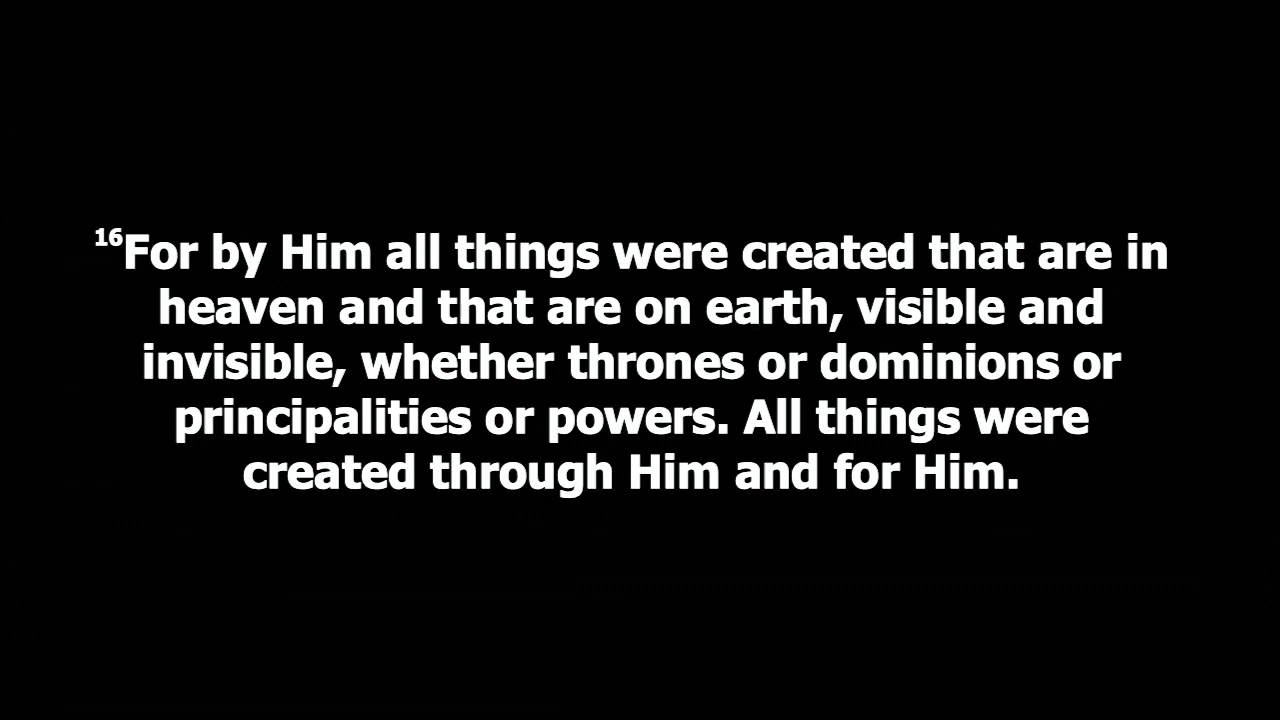 16For by Him all things were created that are in
heaven and that are on earth, visible and
invisible, whether thrones or dominions or
principalities or powers. All things were
created through Him and for Him.